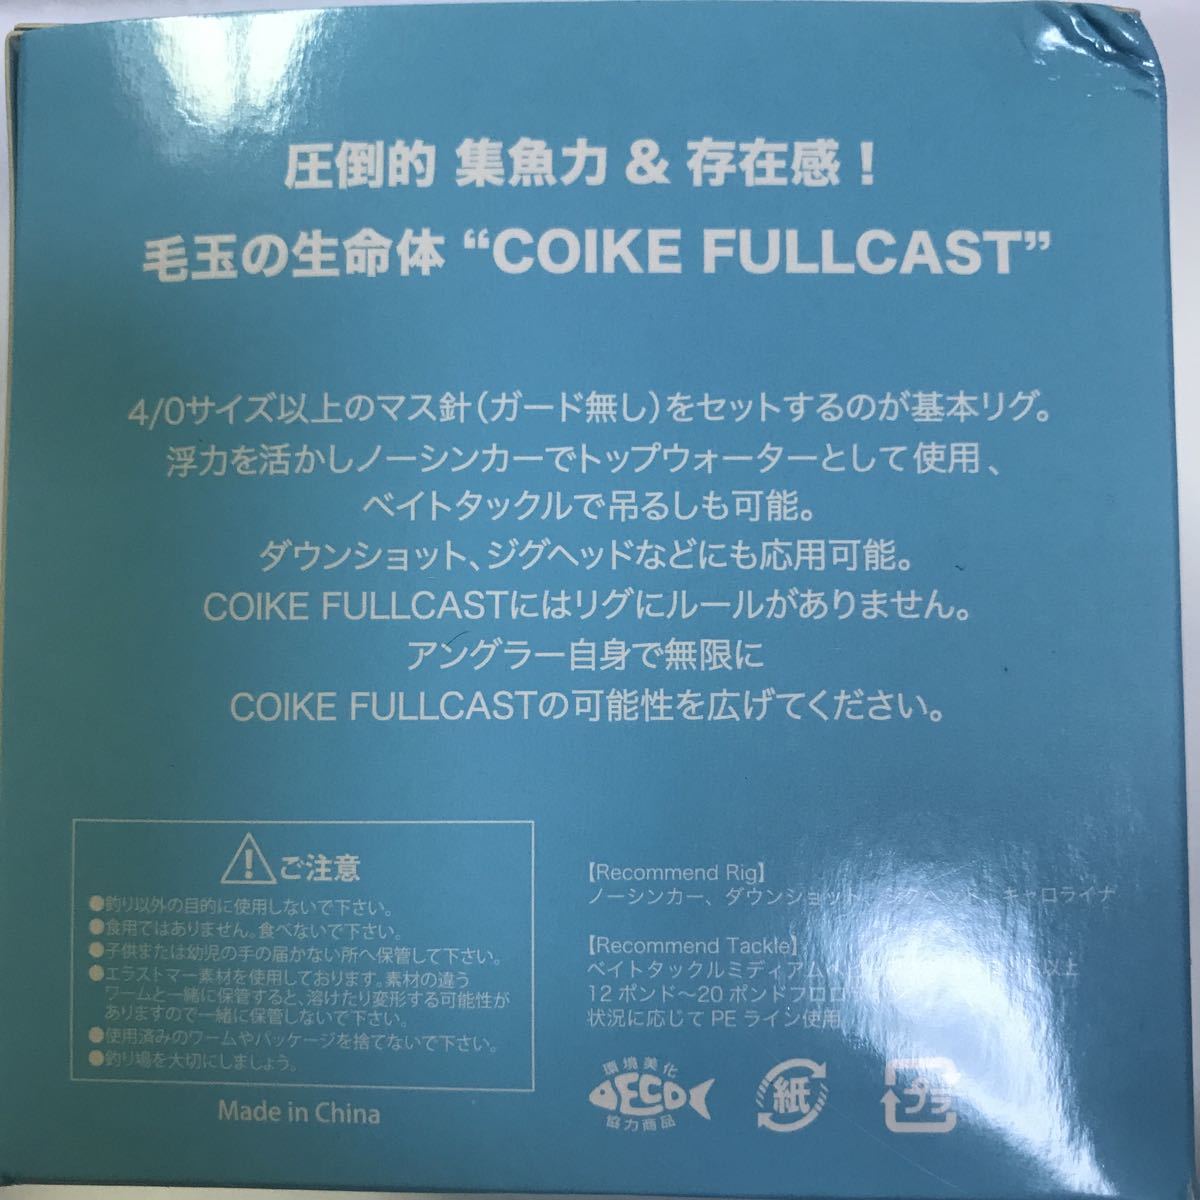 圧倒的 集魚力 & 存在感！
毛玉の生命体 “COIKE FULLCAST”
4/0サイズ以上のマス針（ガード無し）をセットするのが基本リグ。
浮力を活かしノーシンカーでトップウォーターとして使用、
ベイトタックルで吊るしも可能。
ダウンショット、ジグヘッドなどにも応用可能。
COIKE FULLCASTにはリグにルールがありません。
アングラー自身で無限に
COIKE FULLCASTの可能性を広げてください。
ご注意
●釣り以外の目的に使用しないで下さい。
●食用ではありません。食べないで下さい。
●子供または幼児の手の届かない所へ保管して下さい。
●エラストマー素材を使用しております。素材の違う
ワームと一緒に保管すると、溶けたり変形する可能性が
ありますので一緒に保管しないで下さい。
●使用済みのワームやパッケージを捨てないで下さい。
●釣り場を大切にしましょう。
Made in China
【Recommend Rig】
ノーシンカー、ダウンショット、ジグヘッド、キャロライナ
【Recommend Tackle】
ベイトタックルミディアム 以上
12ポンド〜20ポンドフロロ
状況に応じて PE ライン使用
環境美化
ECO
協力商品
紙
プラ